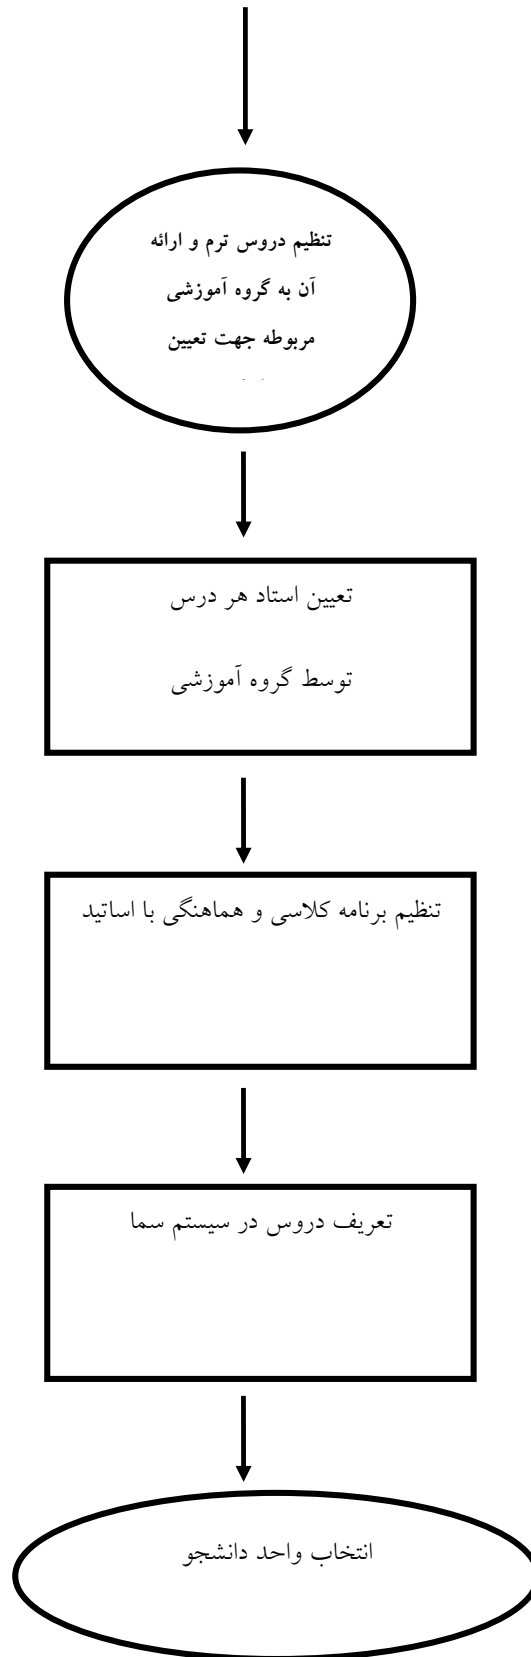 تنظیم دروس ترم و ارائه
آن به گروه آموزشی
مربوطه جهت تعیین
تعیین استاد هر درس
توسط گروه آموزشی
تنظیم برنامه کلاسی و هماهنگی با اساتید
تعریف دروس در سیستم سما
انتخاب واحد دانشجو